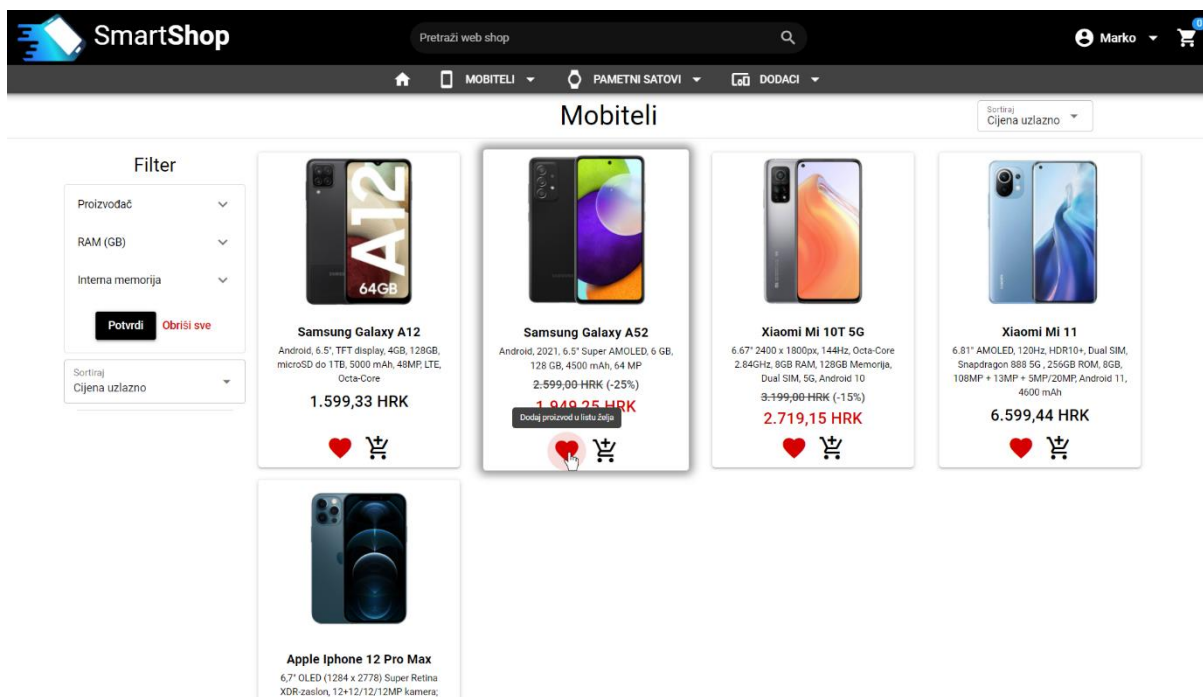 SmartShop
Pretraži web shop
Marko
0
MOBITELI
PAMETNI SATOVI
DODACI
Mobiteli
Sortiraj
Cijena uzlazno
Filter
Proizvođač
RAM (GB)
Interna memorija
Potvrdi Obriši sve
Sortiraj
Cijena uzlazno
A12
64GB
Samsung Galaxy A12
Android, 6.5", TFT display, 4GB, 128GB,
microSD do 1TB, 5000 mAh, 48MP, LTE,
Octa-Core
1.599,33 HRK
Samsung Galaxy A52
Android, 2021, 6.5" Super AMOLED, 6 GB,
128 GB, 4500 mAh, 64 MP
2.599,00 HRK (-25%)
1.949,25 HRK
Dodaj proizvod u listu želja
Xiaomi Mi 10T 5G
6.67" 2400 x 1800px, 144Hz, Octa-Core
2.84GHz, 8GB RAM, 128GB Memorija,
Dual SIM, 5G, Android 10
3.199,00 HRK (-15%)
2.719,15 HRK
Xiaomi Mi 11
6.81" AMOLED, 120Hz, HDR10+, Dual SIM,
Snapdragon 888 5G , 256GB ROM, 8GB,
108MP + 13MP + 5MP/20MP, Android 11,
4600 mAh
6.599,44 HRK
Apple Iphone 12 Pro Max
6,7" OLED (1284 x 2778) Super Retina
XDR-zaslon, 12+12/12/12MP kamera;